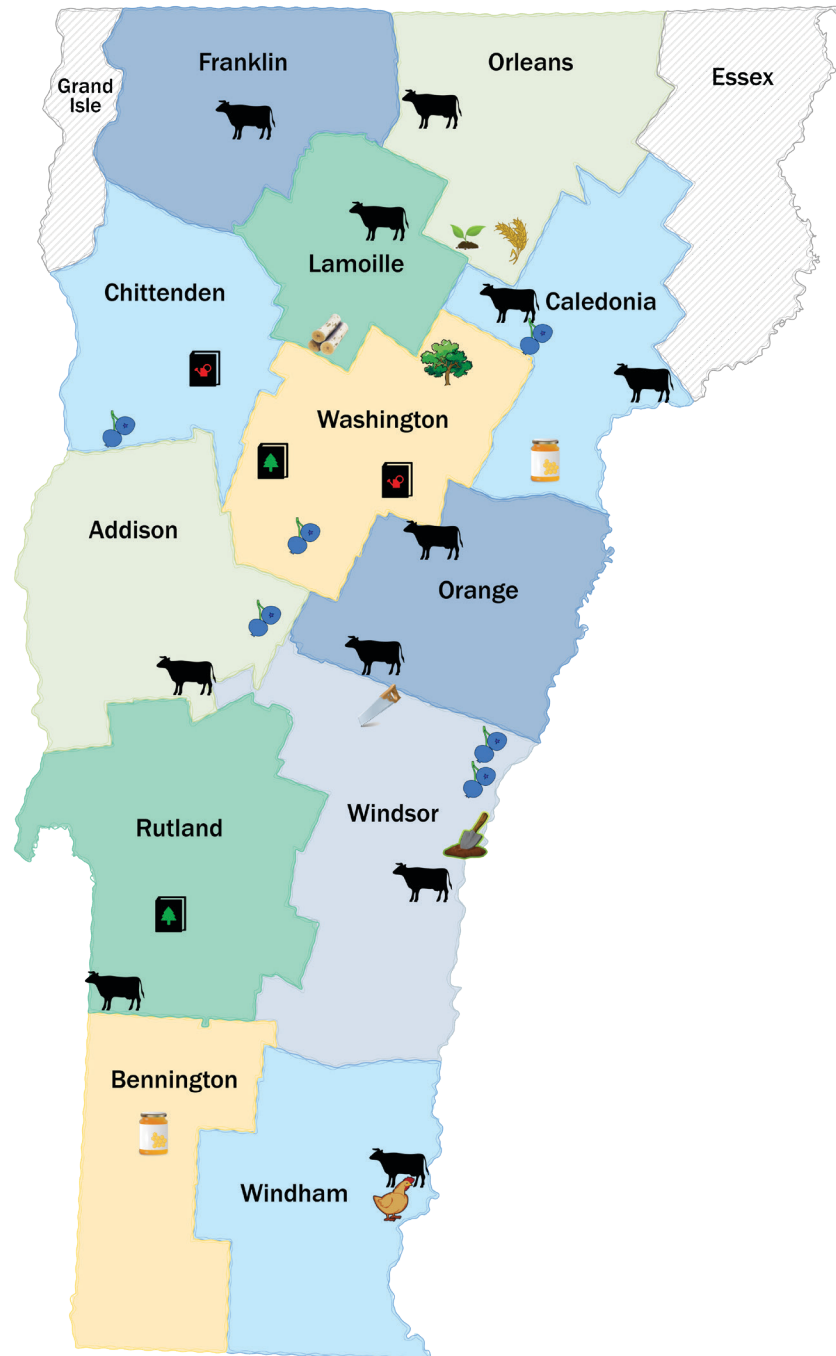 Franklin
Orleans
Essex
Grand
Isle
Lamoille
Chittenden
Caledonia
Washington
Addison
Orange
Windsor
Rutland
Bennington
Windham